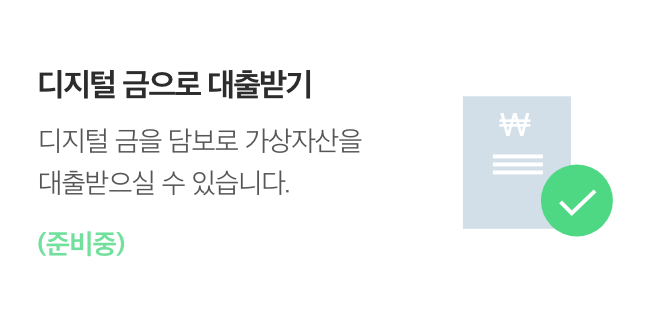 디지털 금으로 대출받기
디지털 금을 담보로 가상자산을
대출받으실 수 있습니다.
(준비중)
₩